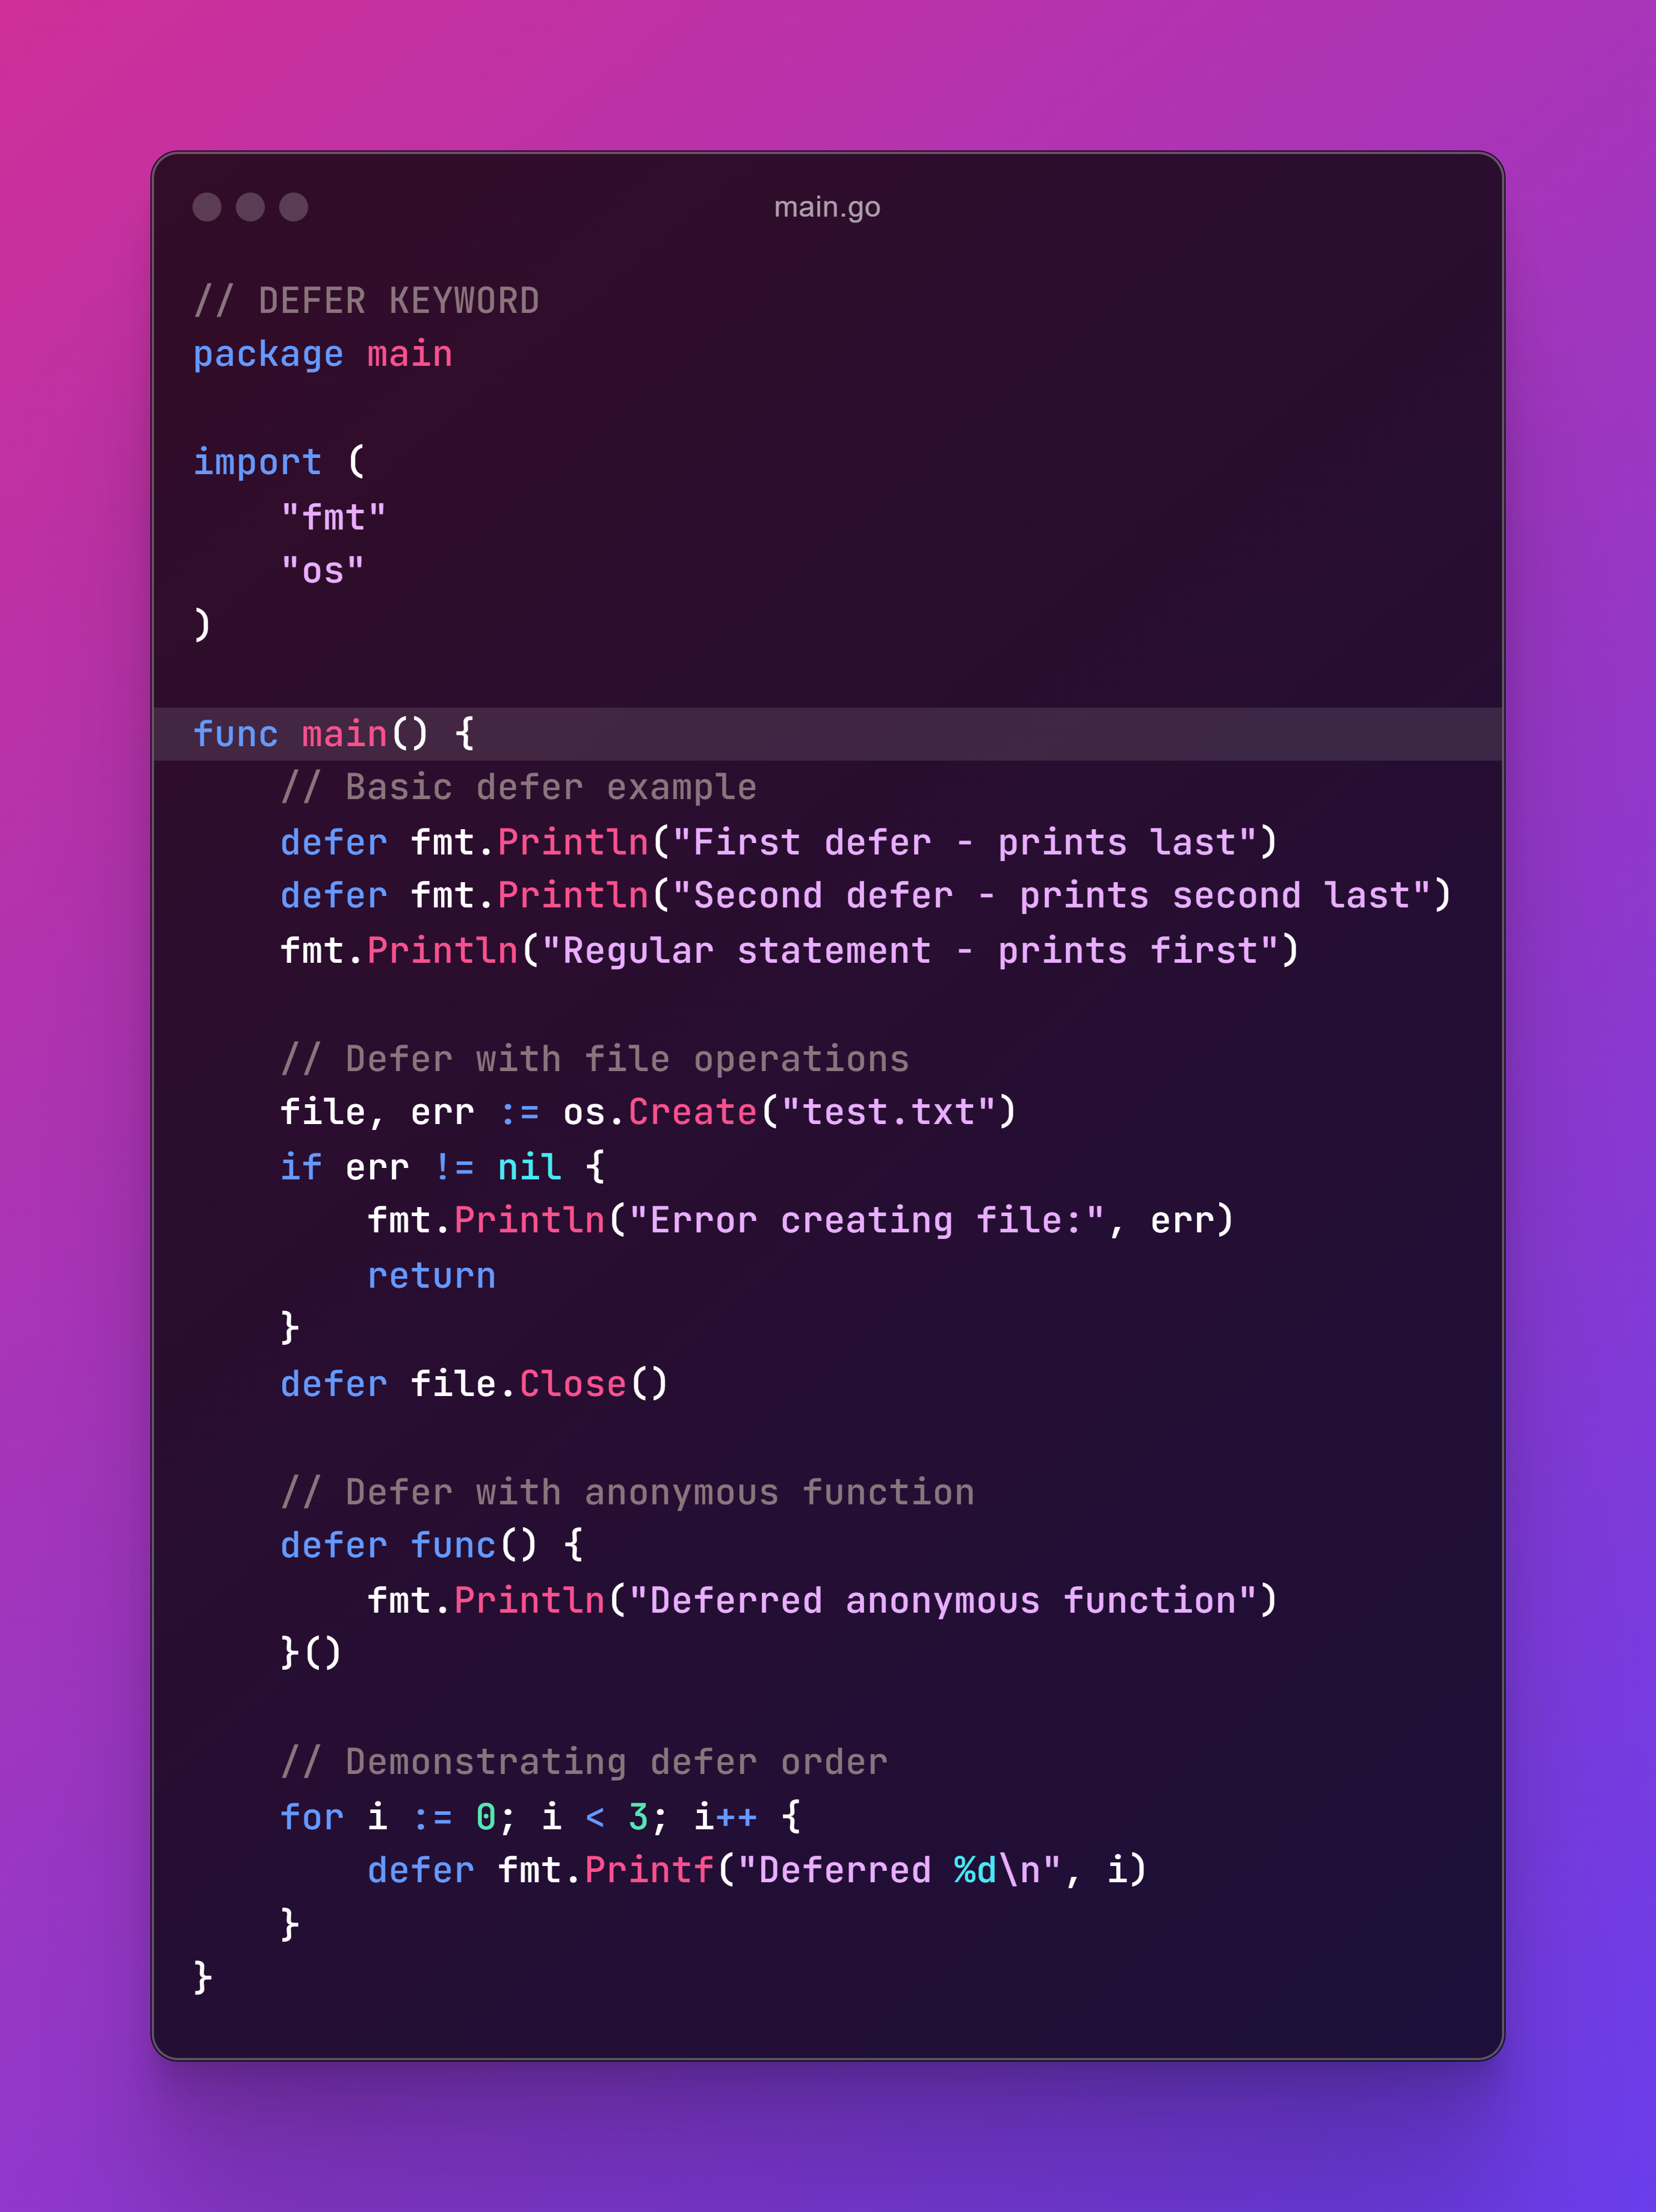 main.go
// DEFER KEYWORD
package main
import (
"fmt"
"os"
)
func main() {
// Basic defer example
defer fmt.Println("First defer - prints last")
defer fmt.Println("Second defer - prints second last")
fmt.Println("Regular statement - prints first")
// Defer with file operations
file, err := os.Create("test.txt")
if err != nil {
fmt.Println("Error creating file:", err)
return
}
defer file.Close()
// Defer with anonymous function
defer func() {
fmt.Println("Deferred anonymous function")
}()
// Demonstrating defer order
for i := 0; i < 3; i++ {
defer fmt.Printf("Deferred %d\n", i)
}
}